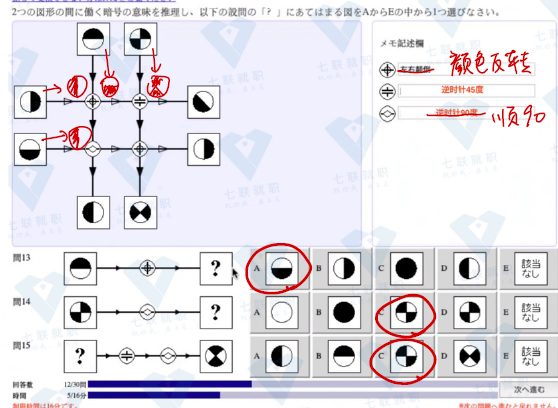 2つの図形の間に働く暗号の意味を推理し、以下の設問の「? 」にあてはまる図をAからEの中から1つ選びなさい。
メモ記述欄
左右颠倒 颜色反转
逆时针45度
逆时针90度 顺90
問13
? A B C D E 該当なし
問14
? A B C D E 該当なし
問15
? A B C D E 該当なし
回答数 12/30問
時間 5/16分
次へ進む
制限時間は16分です。